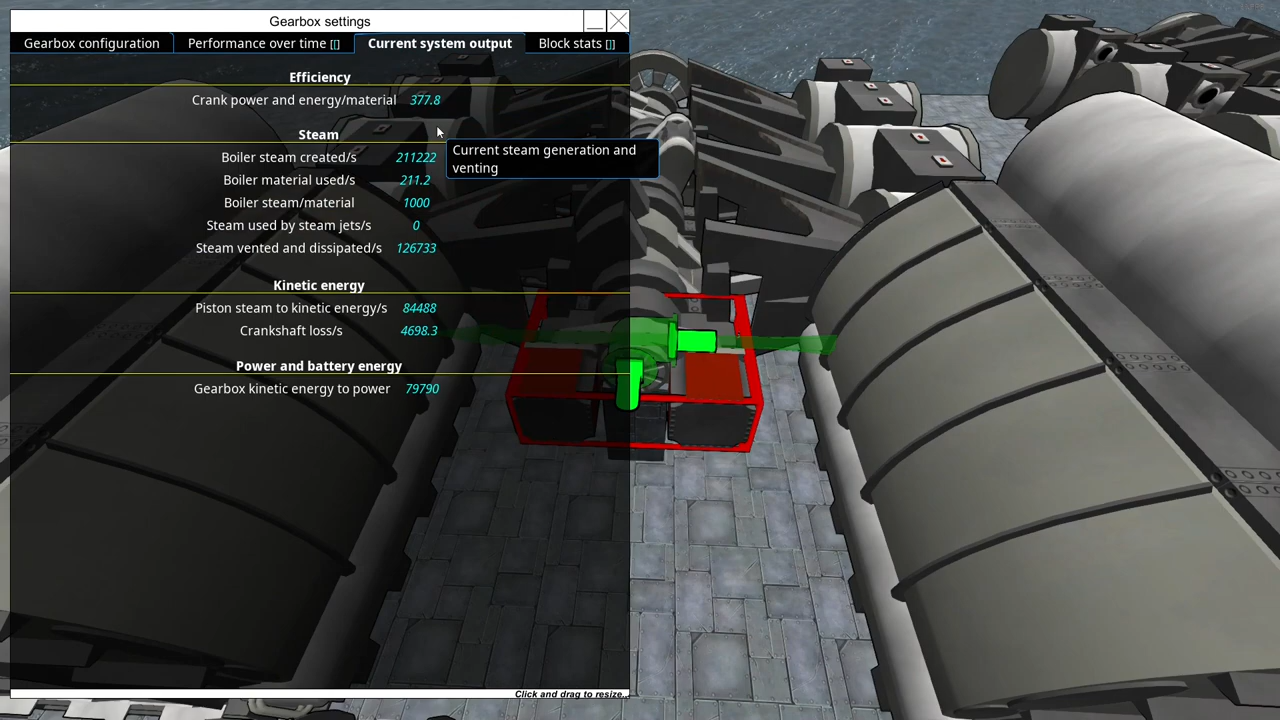 Gearbox settings
Gearbox configuration
Performance over time []
Current system output
Block stats []
Efficiency
Crank power and energy/material 377.8
Steam
Current steam generation and
venting
Boiler steam created/s 211222
Boiler material used/s 211.2
Boiler steam/material 1000
Steam used by steam jets/s 0
Steam vented and dissipated/s 126733
Kinetic energy
Piston steam to kinetic energy/s 84488
Crankshaft loss/s 4698.3
Power and battery energy
Gearbox kinetic energy to power 79790
Click and drag to resize..